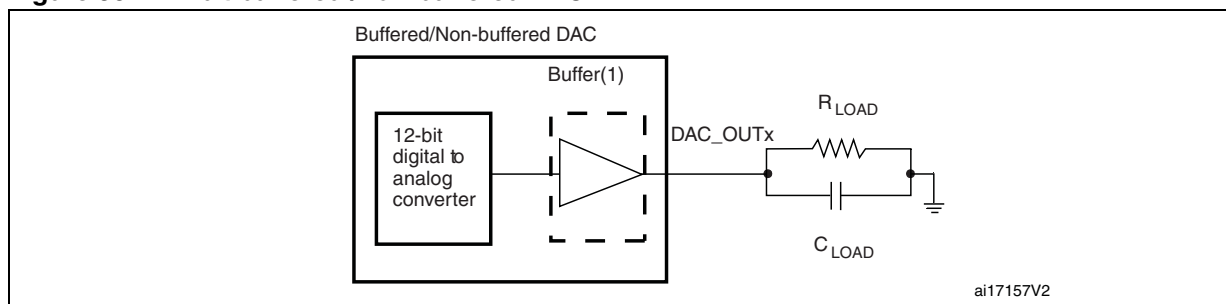 Buffered/Non-buffered DAC
Buffer(1)
12-bit
digital to
analog
converter
DAC_OUTx
R LOAD
C LOAD
ai17157V2